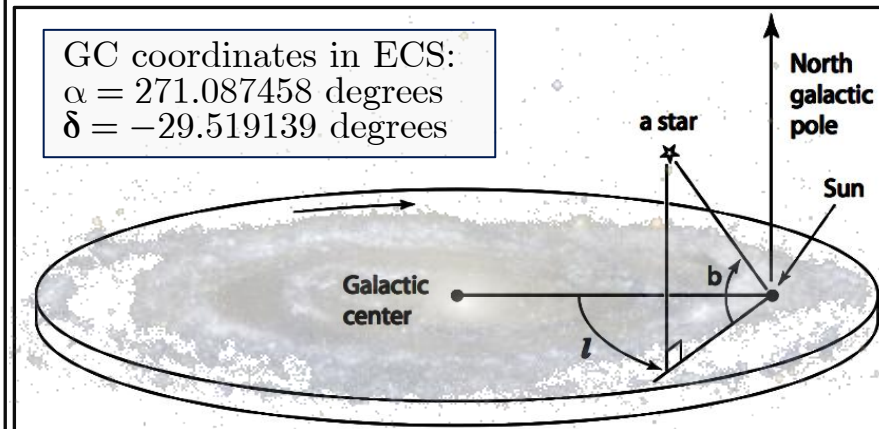 GC coordinates in ECS:
α = 271.087458 degrees
δ = −29.519139 degrees
North
galactic
pole
a star
Sun
b
Galactic
center
l